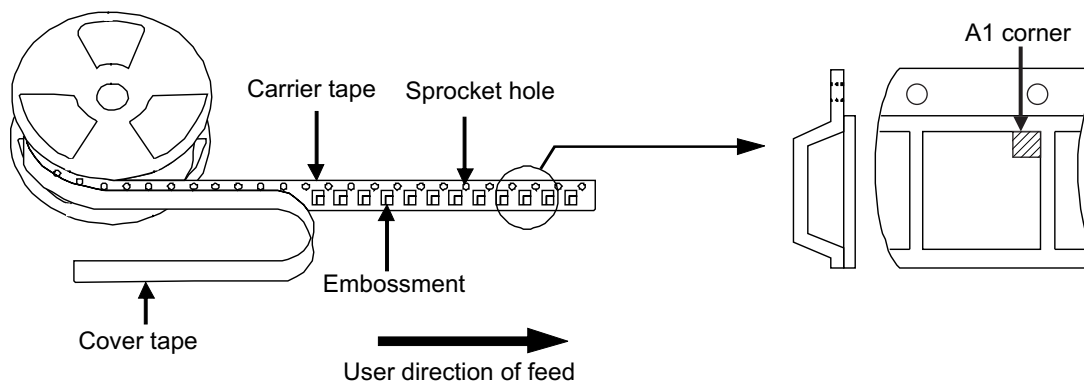 A1 corner
Carrier tape
Sprocket hole
Embossment
Cover tape
User direction of feed